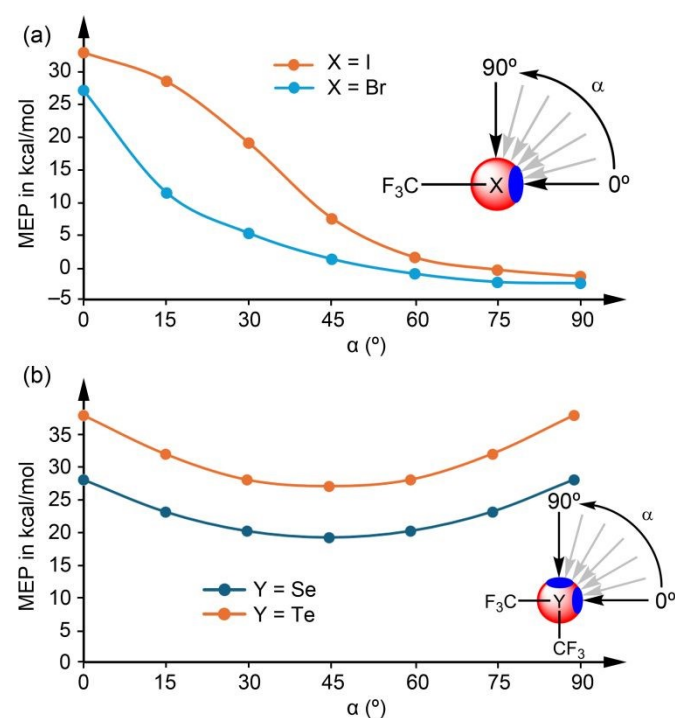 (a)
MEP in kcal/mol
30
25
20
15
10
5
0
–5
0 15 30 45 60 75 90
α (º)
X = I
X = Br
90º
α
F₃C
X
0º
(b)
MEP in kcal/mol
35
30
25
20
15
10
5
0
0 15 30 45 60 75 90
α (º)
Y = Se
Y = Te
90º
α
F₃C
Y
0º
CF₃